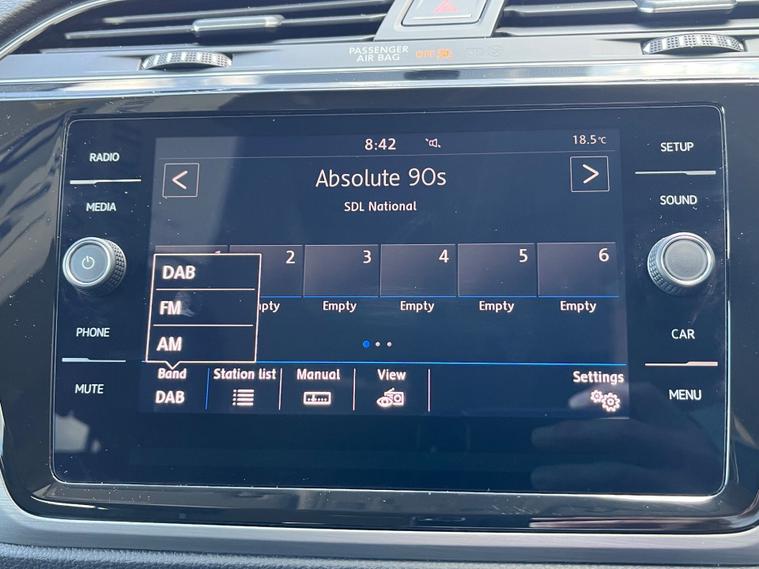 PASSENGER
AIR BAG
OFF
RADIO
8:42
18.5°C
SETUP
<
Absolute 90s
>
MEDIA
SDL National
SOUND
2
3
4
5
6
DAB
FM
Empty
Empty
Empty
Empty
PHONE
AM
CAR
MUTE
Band
DAB
Station list
Manual
View
Settings
MENU